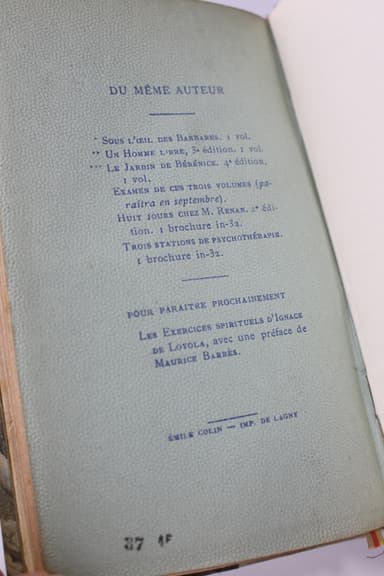 DU MÊME AUTEUR
* SOUS L'ŒIL DES BARBARES. 1 vol.
** UN HOMME LIBRE, 3e édition. 1 vol.
*** LE JARDIN DE BÉRÉNICE. 4e édition.
1 vol.
EXAMEN DE CES TROIS VOLUMES (pa-
raîtra en septembre).
HUIT JOURS CHEZ M. RENAN. 2e édi-
tion. 1 brochure in-32.
TROIS STATIONS DE PSYCHOTHÉRAPIE.
1 brochure in-32.
POUR PARAITRE PROCHAINEMENT
LES EXERCICES SPIRITUELS D'IGNACE
DE LOYOLA, avec une préface de
MAURICE BARRÈS.
ÉMILE COLIN — IMP. DE LAGNY
37